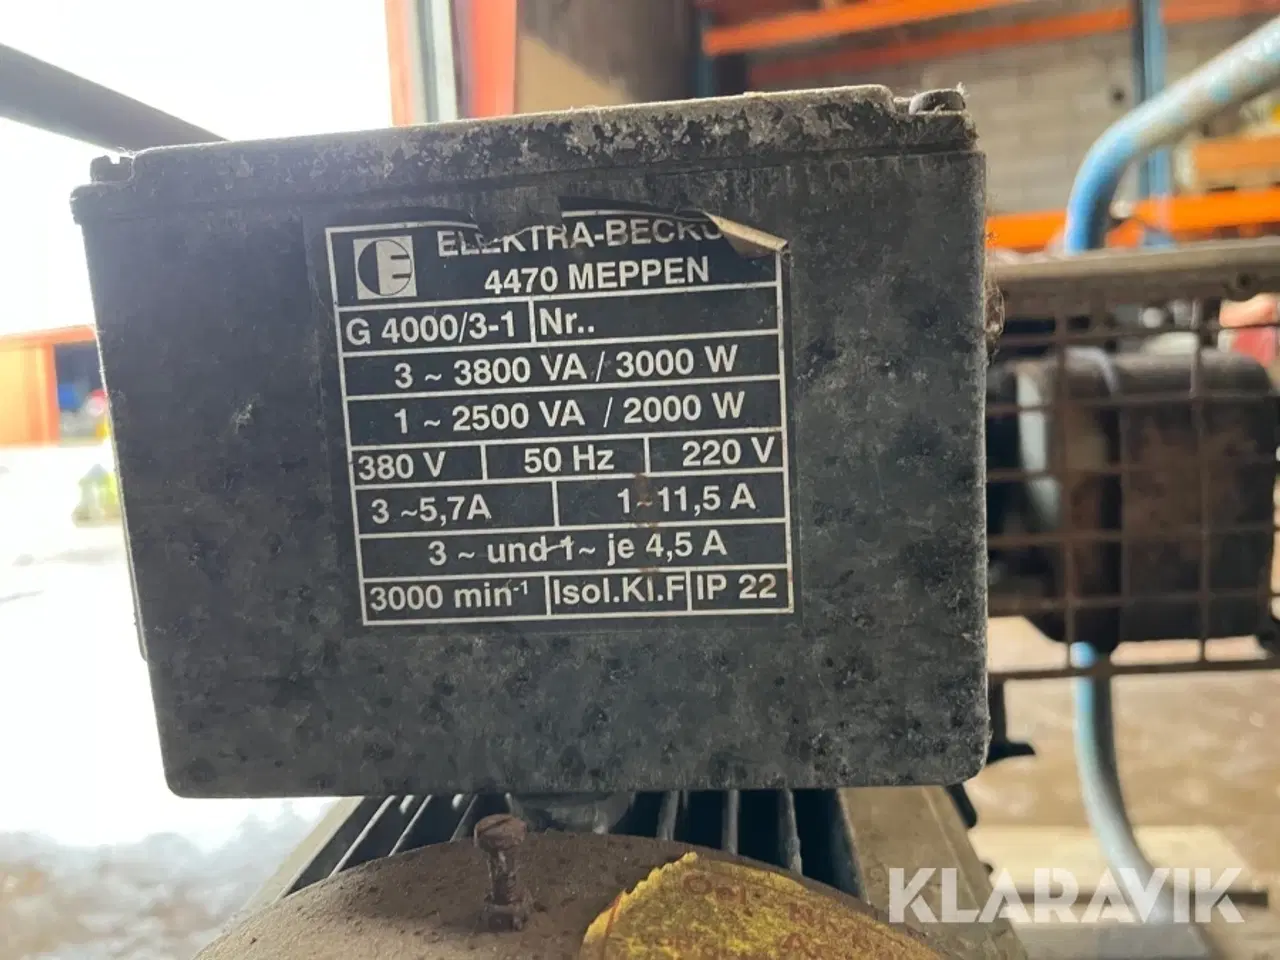 ELEKTRA-BECKU
4470 MEPPEN
G 4000/3-1 Nr..
3 ~ 3800 VA / 3000 W
1 ~ 2500 VA / 2000 W
380 V 50 Hz 220 V
3 ~5,7A 1~11,5 A
3 ~ und 1~ je 4,5 A
3000 min-1 Isol.Kl.F IP 22
KLARAVIK